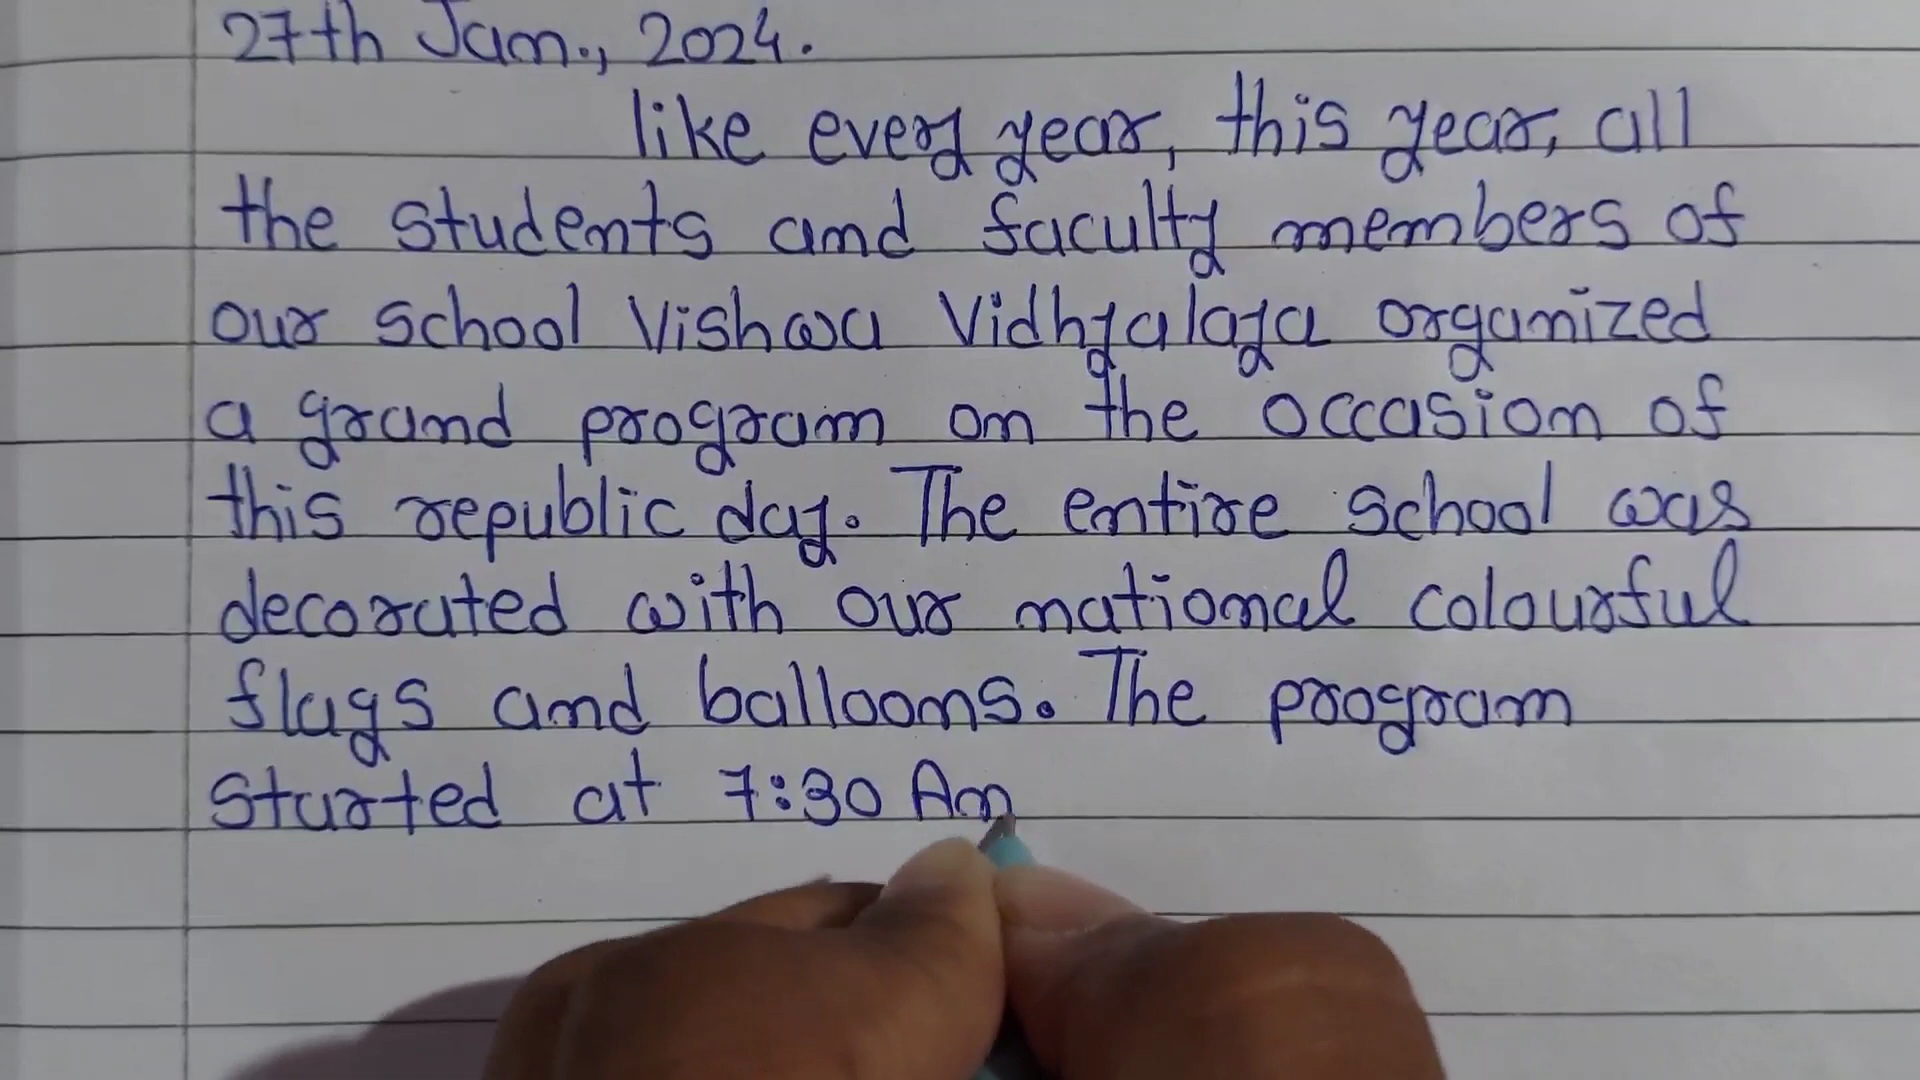 27th Jan., 2024.
like every year, this year, all
the students and faculty members of
our school Vishwa Vidhyalaya organized
a grand program on the occasion of
this republic day. The entire school was
decorated with our national colourful
flags and balloons. The program
started at 7:30 Am